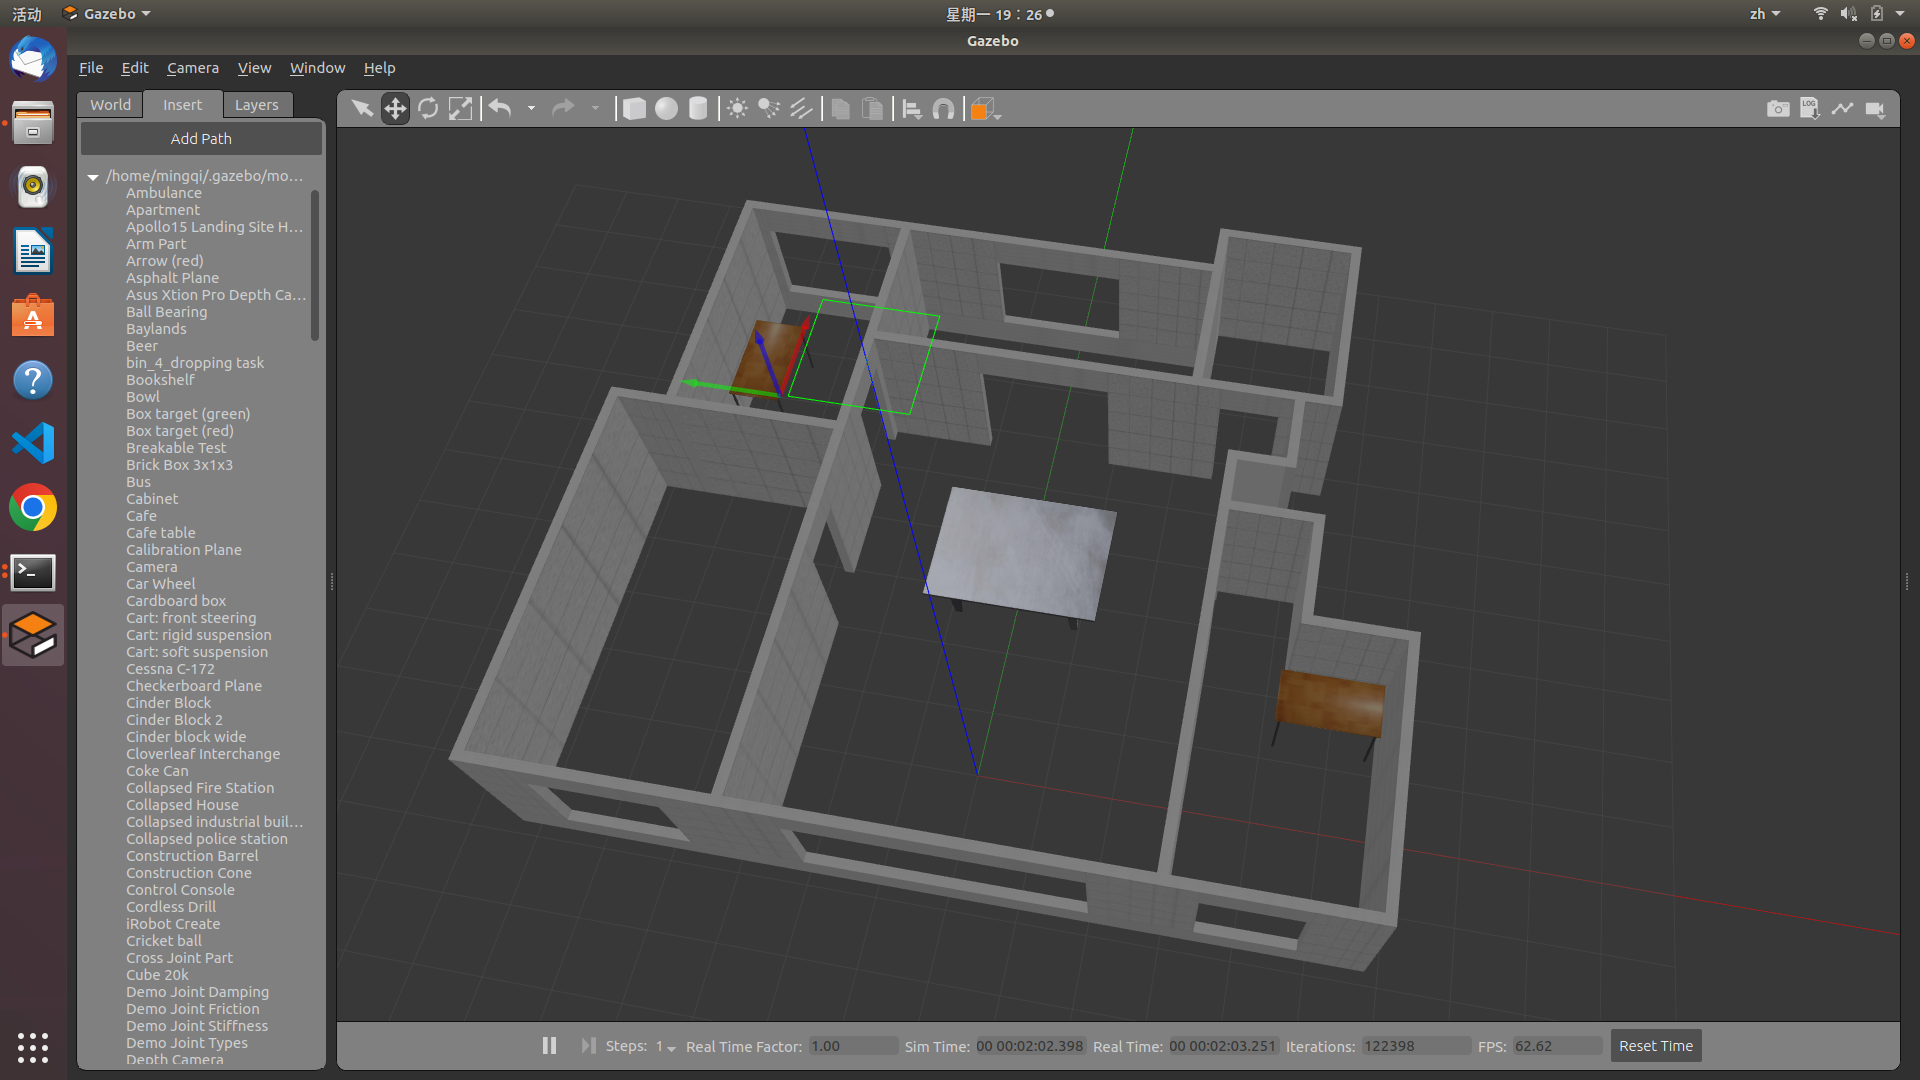 活动
Gazebo
星期一 19：26
zh
Gazebo
File Edit Camera View Window Help
World Insert Layers
Add Path
/home/mingqi/.gazebo/mo...
Ambulance
Apartment
Apollo15 Landing Site H...
Arm Part
Arrow (red)
Asphalt Plane
Asus Xtion Pro Depth Ca...
Ball Bearing
Baylands
Beer
bin_4_dropping task
Bookshelf
Bowl
Box target (green)
Box target (red)
Breakable Test
Brick Box 3x1x3
Bus
Cabinet
Cafe
Cafe table
Calibration Plane
Camera
Car Wheel
Cardboard box
Cart: front steering
Cart: rigid suspension
Cart: soft suspension
Cessna C-172
Checkerboard Plane
Cinder Block
Cinder Block 2
Cinder block wide
Cloverleaf Interchange
Coke Can
Collapsed Fire Station
Collapsed House
Collapsed industrial buil...
Collapsed police station
Construction Barrel
Construction Cone
Control Console
Cordless Drill
iRobot Create
Cricket ball
Cross Joint Part
Cube 20k
Demo Joint Damping
Demo Joint Friction
Demo Joint Stiffness
Demo Joint Types
Depth Camera
LOG
Steps: 1 Real Time Factor: 1.00 Sim Time: 00 00:02:02.398 Real Time: 00 00:02:03.251 Iterations: 122398 FPS: 62.62 Reset Time